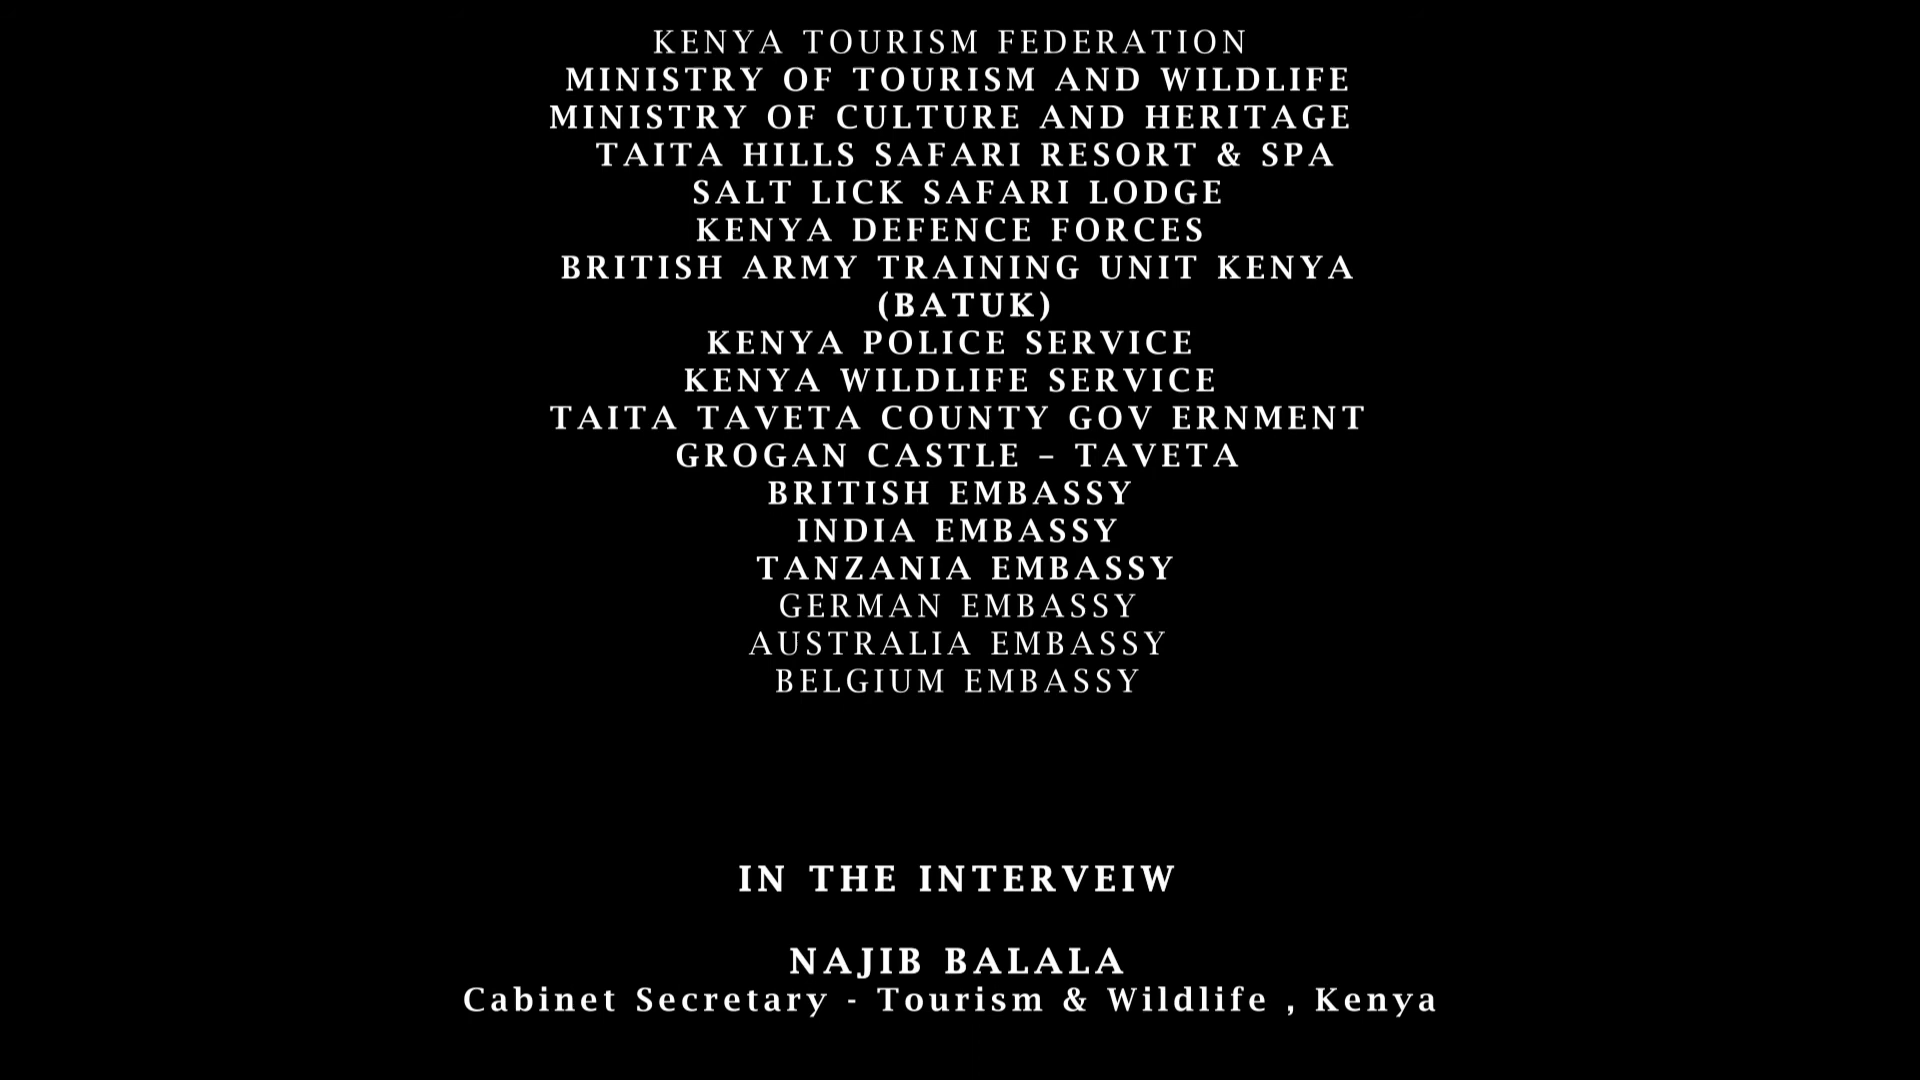 KENYA TOURISM FEDERATION
MINISTRY OF TOURISM AND WILDLIFE
MINISTRY OF CULTURE AND HERITAGE
TAITA HILLS SAFARI RESORT & SPA
SALT LICK SAFARI LODGE
KENYA DEFENCE FORCES
BRITISH ARMY TRAINING UNIT KENYA
(BATUK)
KENYA POLICE SERVICE
KENYA WILDLIFE SERVICE
TAITA TAVETA COUNTY GOV ERNMENT
GROGAN CASTLE – TAVETA
BRITISH EMBASSY
INDIA EMBASSY
TANZANIA EMBASSY
GERMAN EMBASSY
AUSTRALIA EMBASSY
BELGIUM EMBASSY
IN THE INTERVEIW
NAJIB BALALA
Cabinet Secretary - Tourism & Wildlife , Kenya